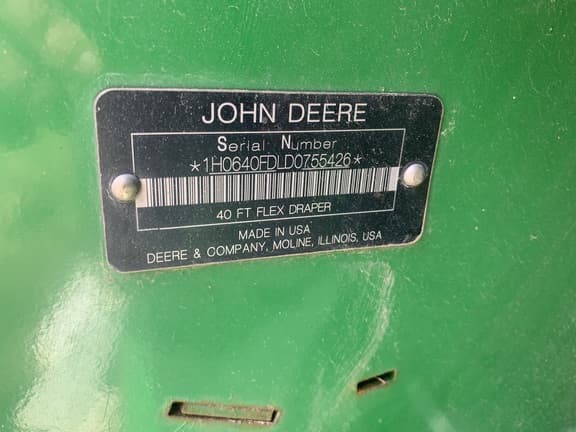 JOHN DEERE
Serial Number
*1H0640FDLD0755426*
40 FT FLEX DRAPER
MADE IN USA
DEERE & COMPANY, MOLINE, ILLINOIS, USA